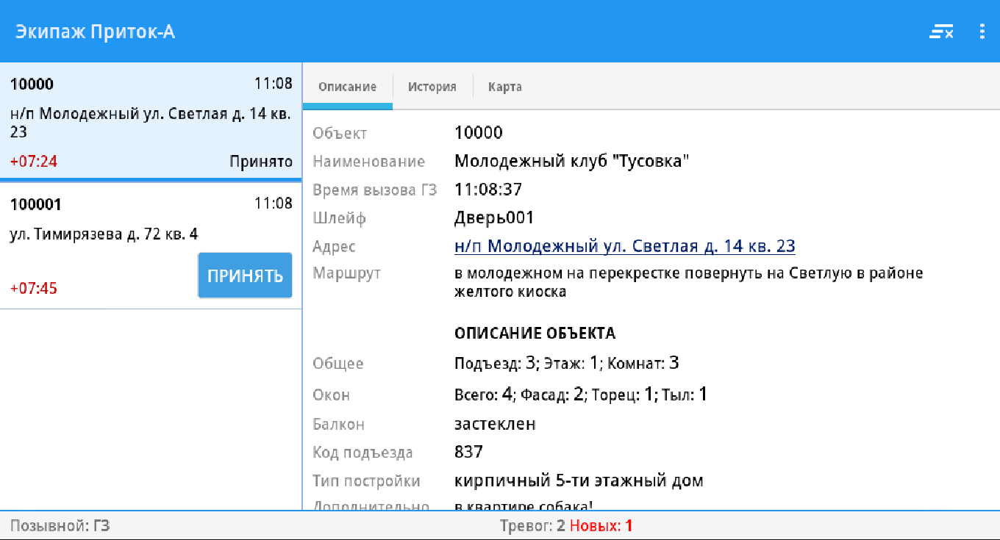 Экипаж Приток-А
10000 11:08
н/п Молодежный ул. Светлая д. 14 кв.
23
+07:24 Принято
100001 11:08
ул. Тимирязева д. 72 кв. 4
ПРИНЯТЬ
+07:45
Описание История Карта
Объект 10000
Наименование Молодежный клуб "Тусовка"
Время вызова ГЗ 11:08:37
Шлейф Дверь001
Адрес н/п Молодежный ул. Светлая д. 14 кв. 23
Маршрут в молодежном на перекрестке повернуть на Светлую в районе
желтого киоска
ОПИСАНИЕ ОБЪЕКТА
Общее Подъезд: 3; Этаж: 1; Комнат: 3
Окон Всего: 4; Фасад: 2; Торец: 1; Тыл: 1
Балкон застеклен
Код подъезда 837
Тип постройки кирпичный 5-ти этажный дом
Дополнительно в квартире собака!
Позывной: ГЗ Тревог: 2 Новых: 1